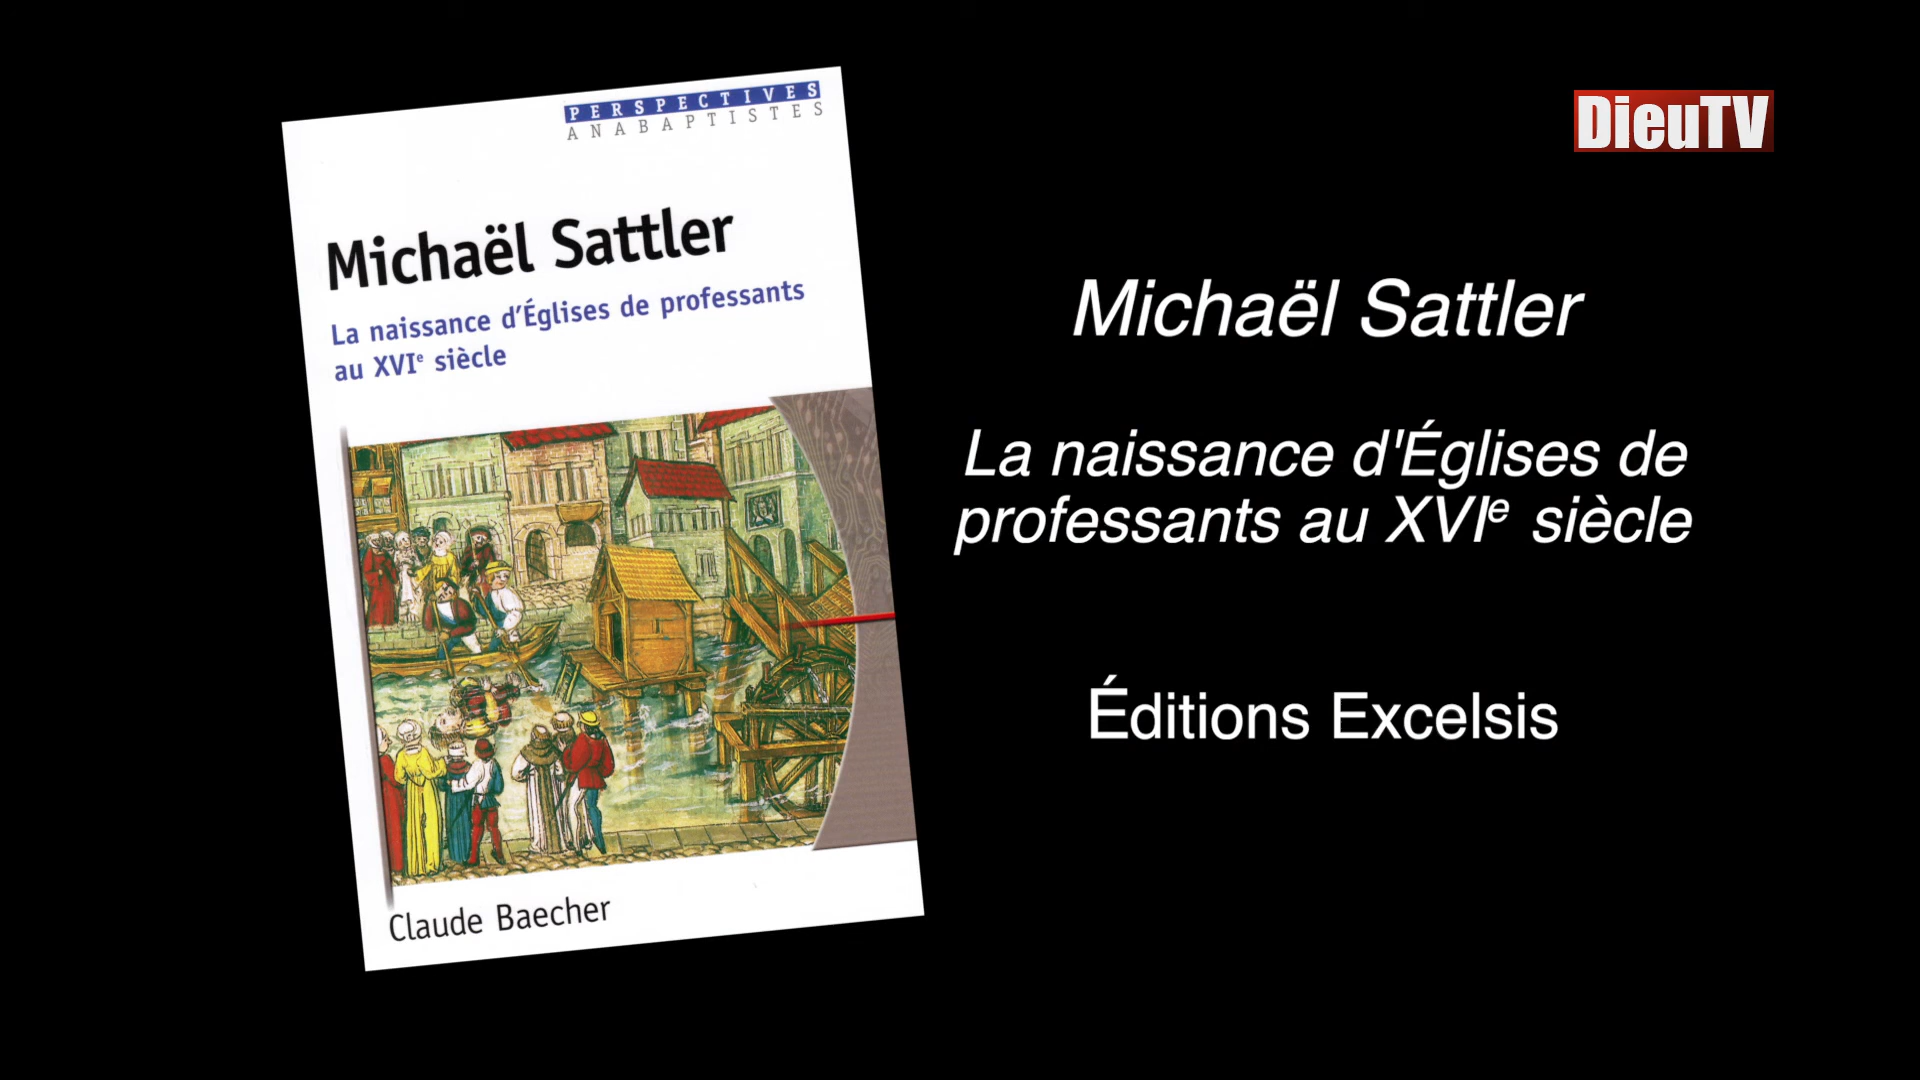 PERSPECTIVES
ANABAPTISTES
Michaël Sattler
La naissance d’Églises de professants
au XVIe siècle
Claude Baecher
DieuTV
Michaël Sattler
La naissance d'Églises de
professants au XVIe siècle
Éditions Excelsis